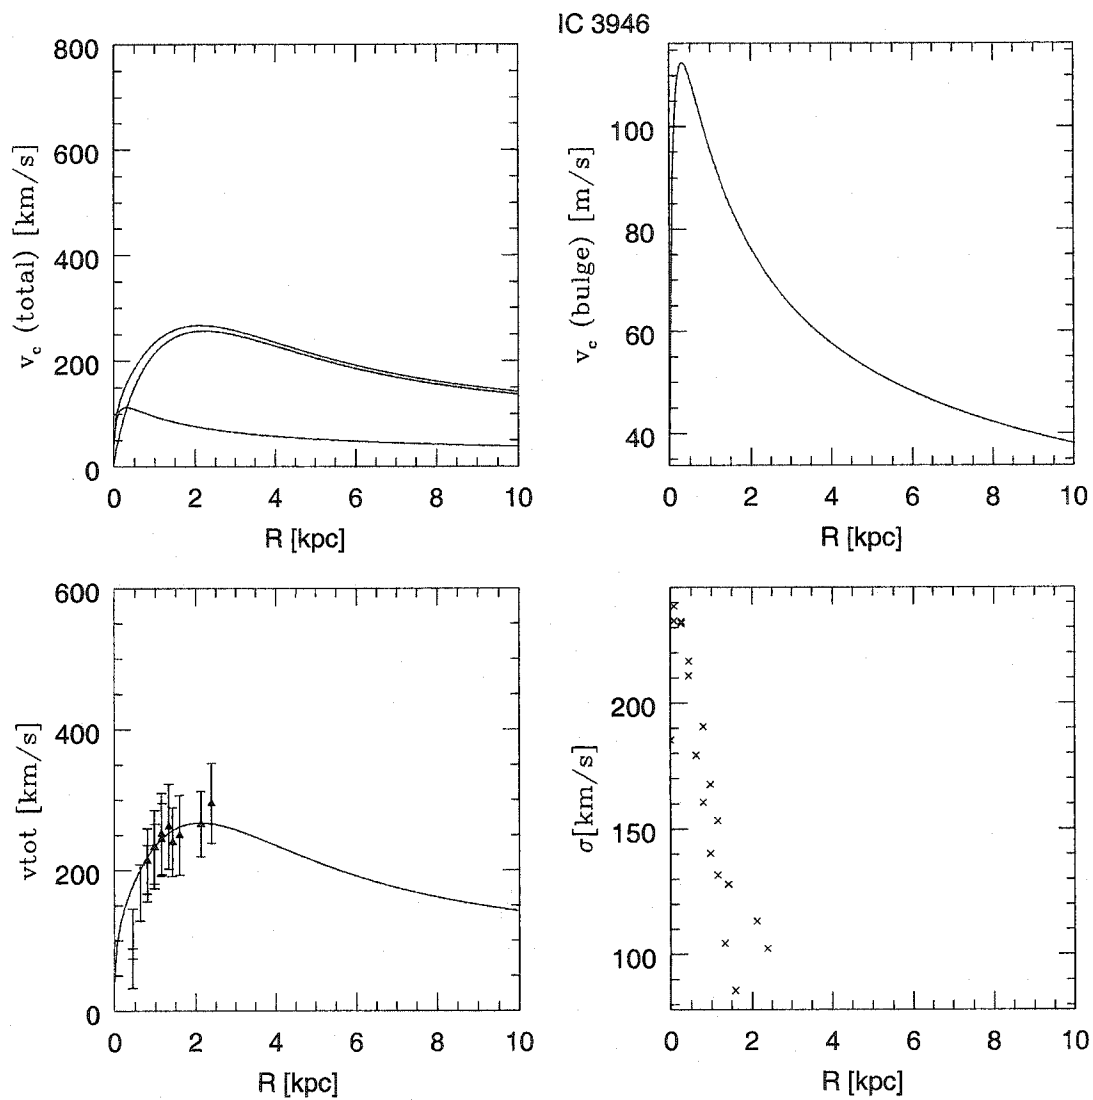 IC 3946
800
600
400
200
0
v_c (total) [km/s]
0 2 4 6 8 10
R [kpc]
100
80
60
40
v_c (bulge) [m/s]
0 2 4 6 8 10
R [kpc]
600
400
200
0
vtot [km/s]
0 2 4 6 8 10
R [kpc]
200
150
100
σ[km/s]
0 2 4 6 8 10
R [kpc]